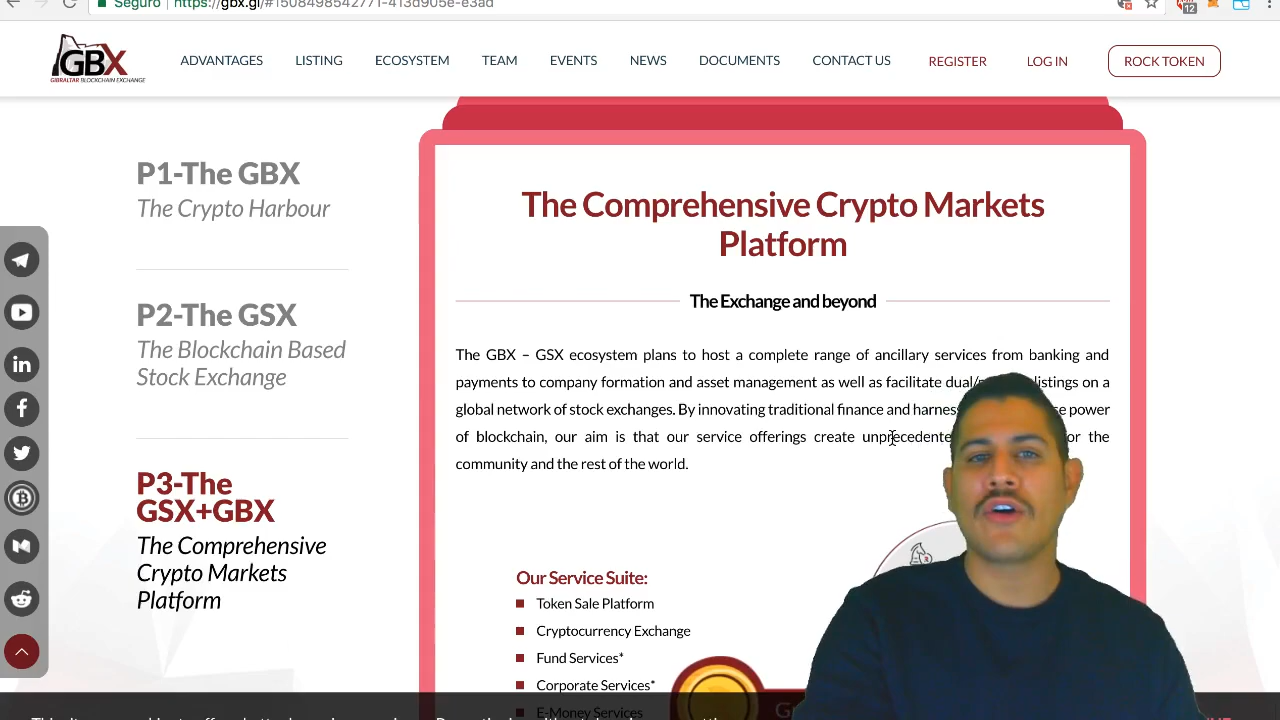 Seguro
https://gbx.gi/#1508498542771-413d905e-e3ad
12
GBX
GIBRALTAR BLOCKCHAIN EXCHANGE
ADVANTAGES
LISTING
ECOSYSTEM
TEAM
EVENTS
NEWS
DOCUMENTS
CONTACT US
REGISTER
LOG IN
ROCK TOKEN
P1-The GBX
The Crypto Harbour
P2-The GSX
The Blockchain Based
Stock Exchange
P3-The
GSX+GBX
The Comprehensive
Crypto Markets
Platform
The Comprehensive Crypto Markets
Platform
The Exchange and beyond
The GBX – GSX ecosystem plans to host a complete range of ancillary services from banking and
payments to company formation and asset management as well as facilitate listings on a
global network of stock exchanges. By innovating traditional finance and power
of blockchain, our aim is that our service offerings create for the
community and the rest of the world.
Our Service Suite:
Token Sale Platform
Cryptocurrency Exchange
Fund Services*
Corporate Services*
E-Money Services